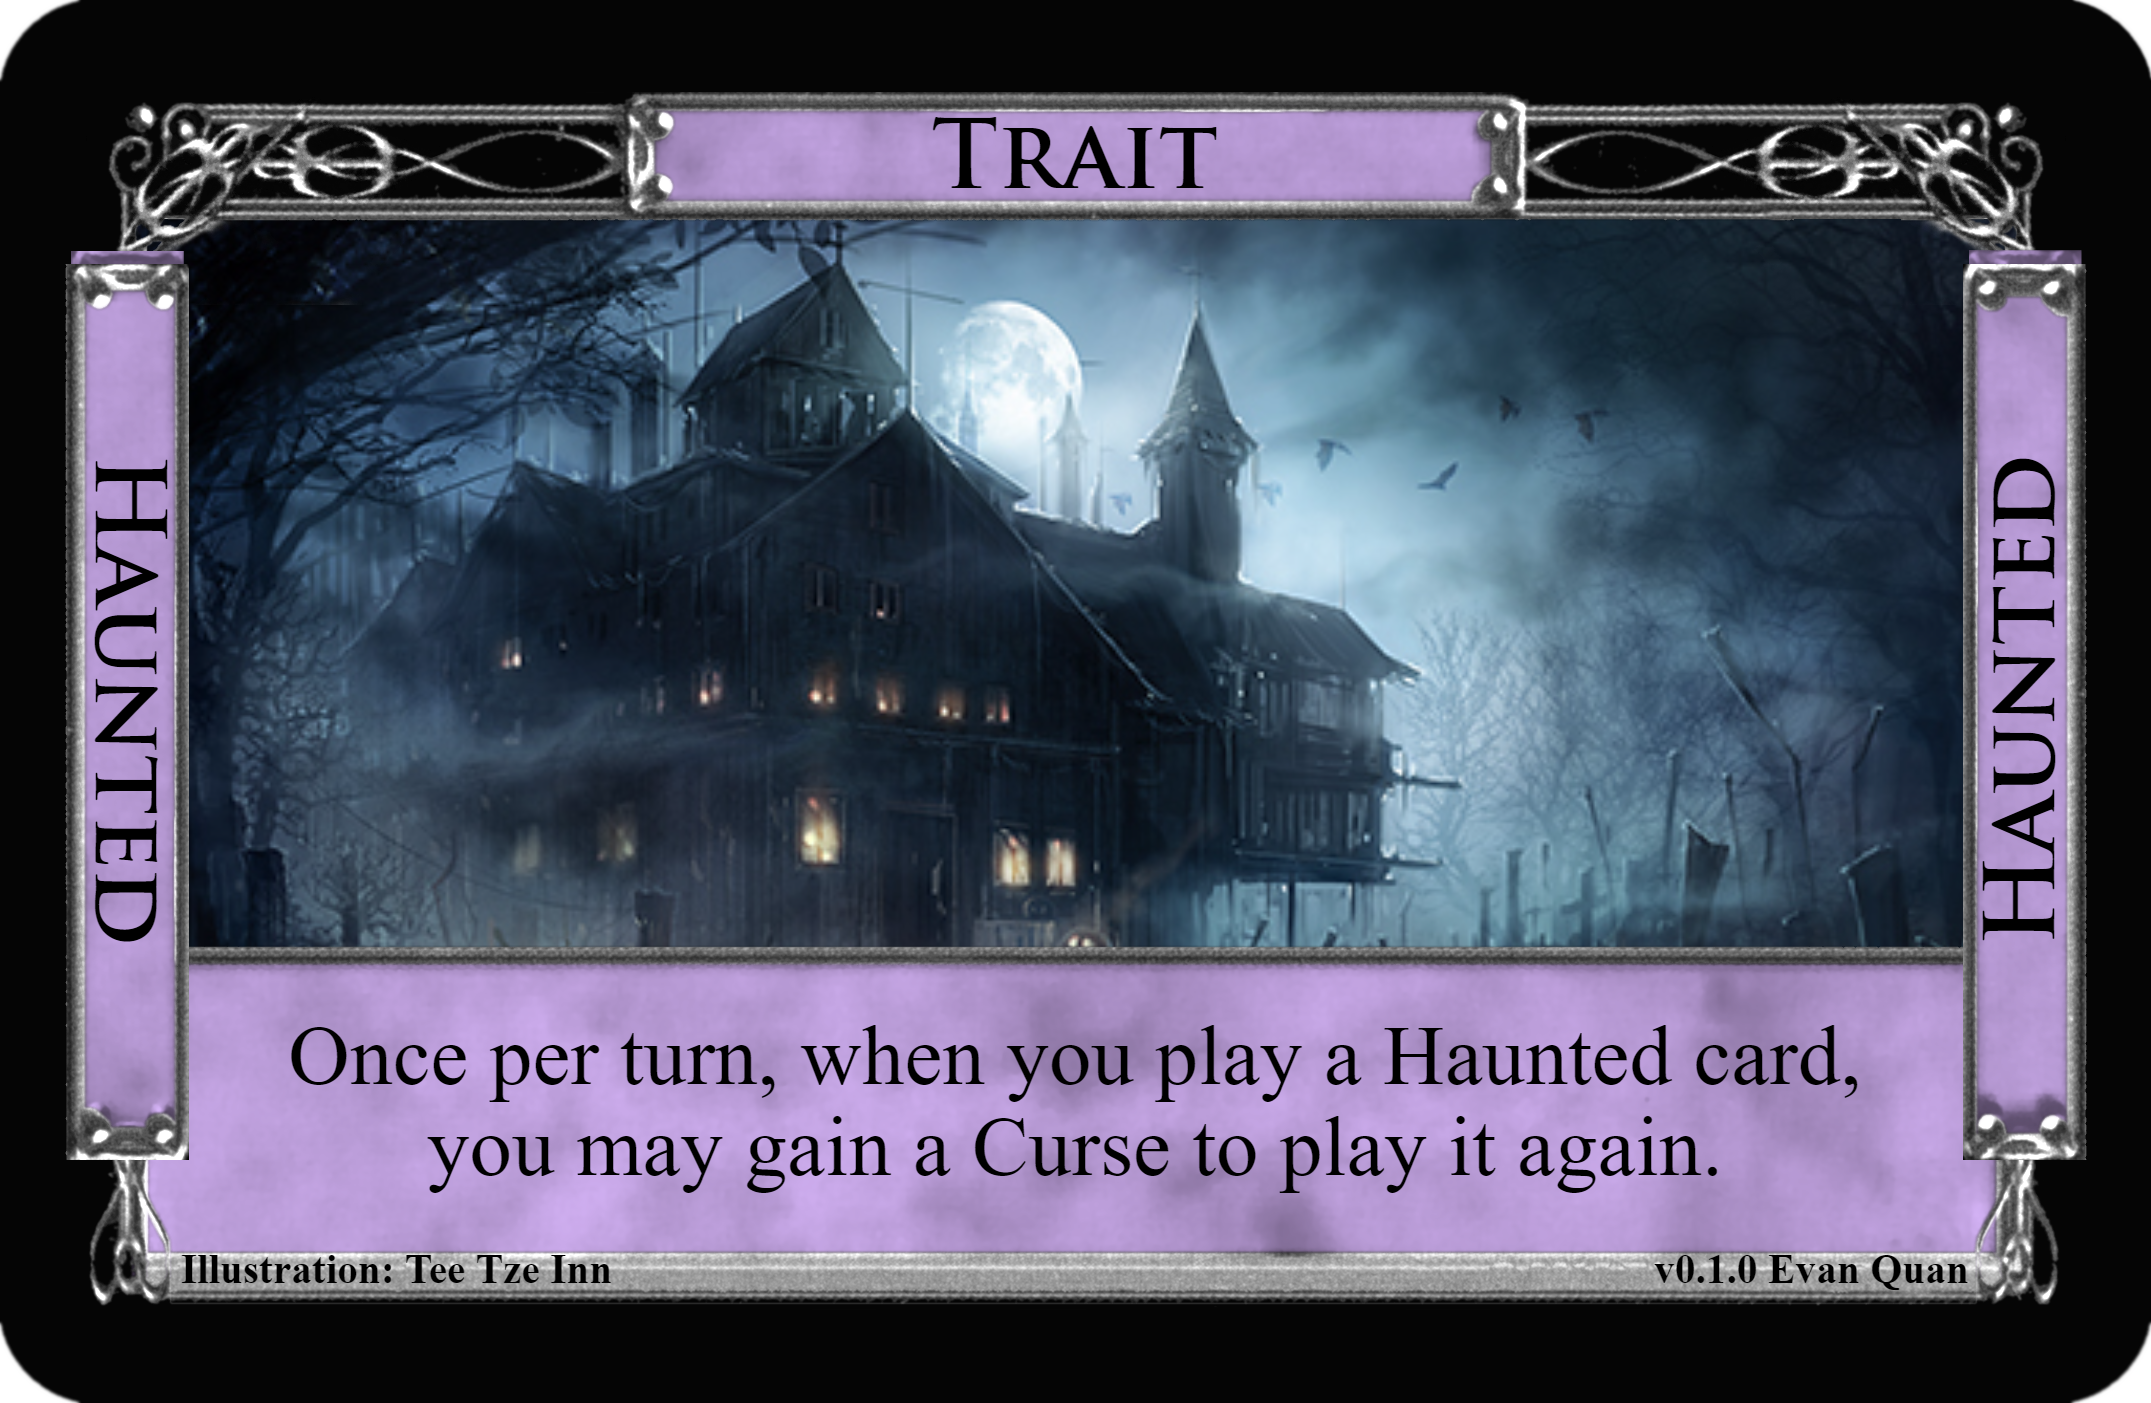 TRAIT
HAUNTED
HAUNTED
Once per turn, when you play a Haunted card,
you may gain a Curse to play it again.
Illustration: Tee Tze Inn
v0.1.0 Evan Quan